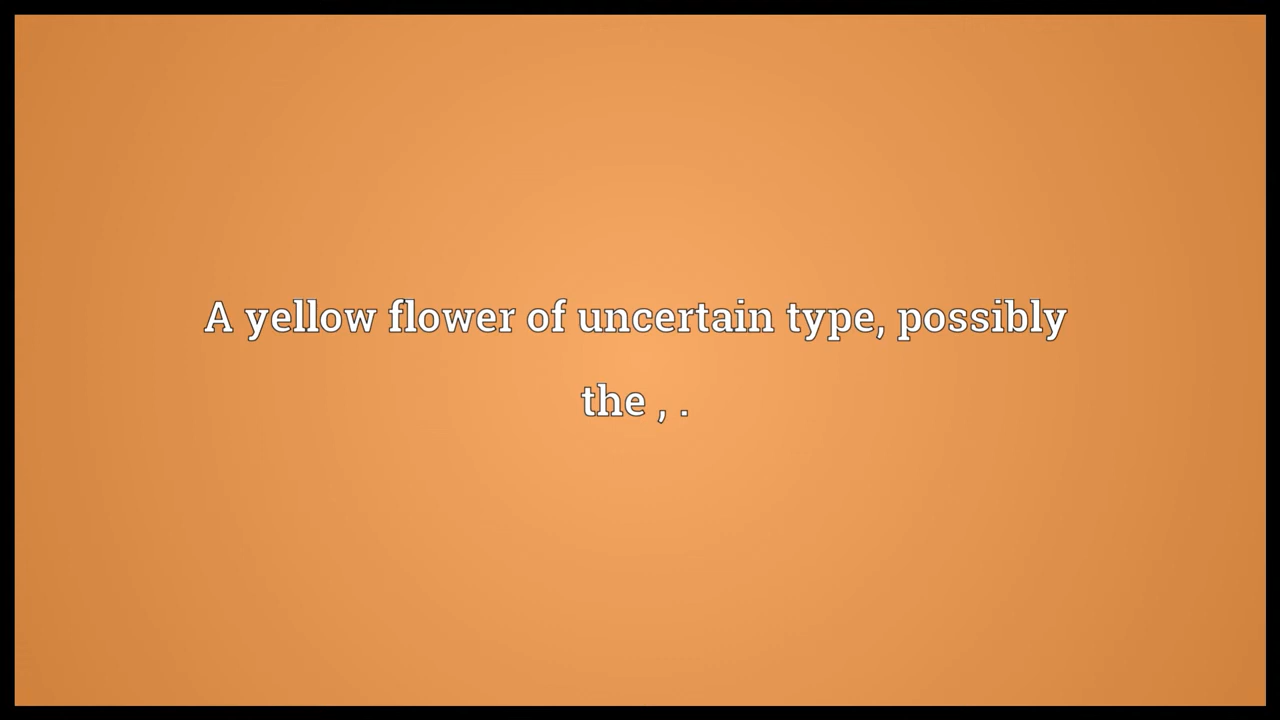 A yellow flower of uncertain type, possibly
the , .